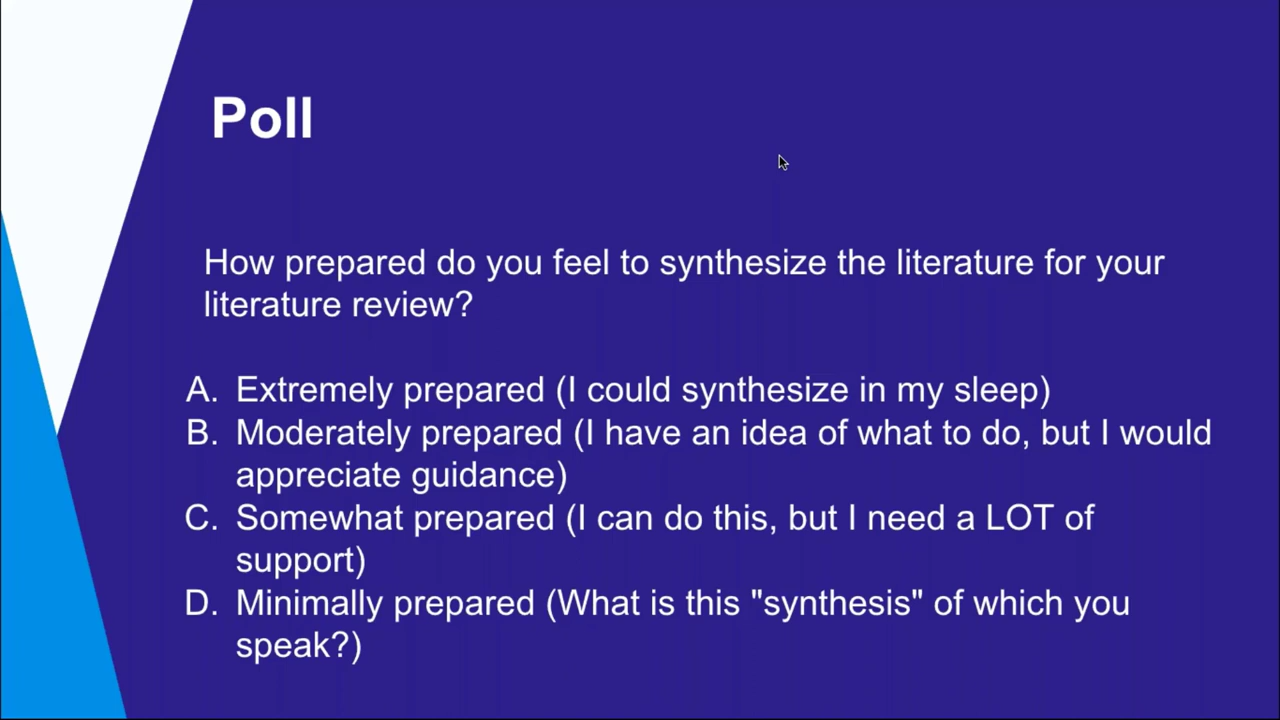 Poll
How prepared do you feel to synthesize the literature for your
literature review?
A. Extremely prepared (I could synthesize in my sleep)
B. Moderately prepared (I have an idea of what to do, but I would
appreciate guidance)
C. Somewhat prepared (I can do this, but I need a LOT of
support)
D. Minimally prepared (What is this "synthesis" of which you
speak?)